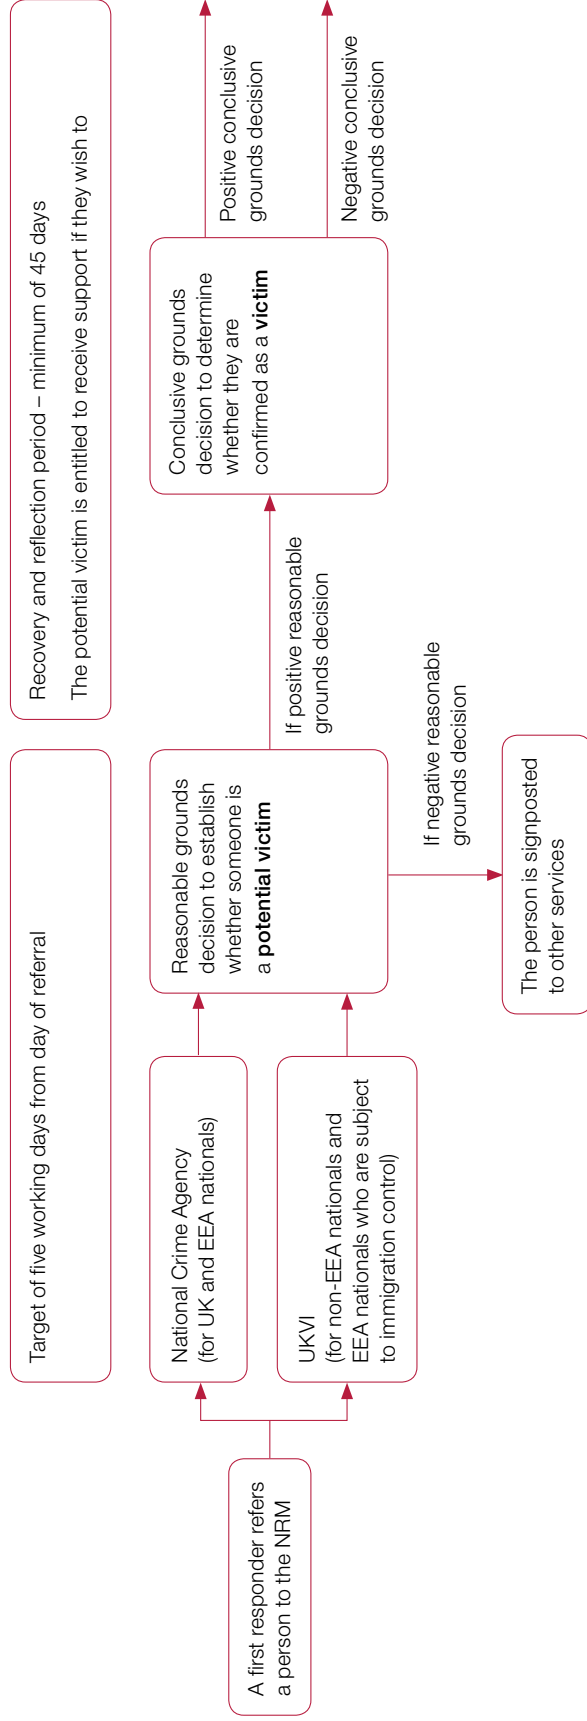 Target of five working days from day of referral
Recovery and reflection period – minimum of 45 days
The potential victim is entitled to receive support if they wish to
A first responder refers
a person to the NRM
National Crime Agency
(for UK and EEA nationals)
UKVI
(for non-EEA nationals and
EEA nationals who are subject
to immigration control)
Reasonable grounds
decision to establish
whether someone is
a potential victim
If positive reasonable
grounds decision
If negative reasonable
grounds decision
The person is signposted
to other services
Conclusive grounds
decision to determine
whether they are
confirmed as a victim
Positive conclusive
grounds decision
Negative conclusive
grounds decision